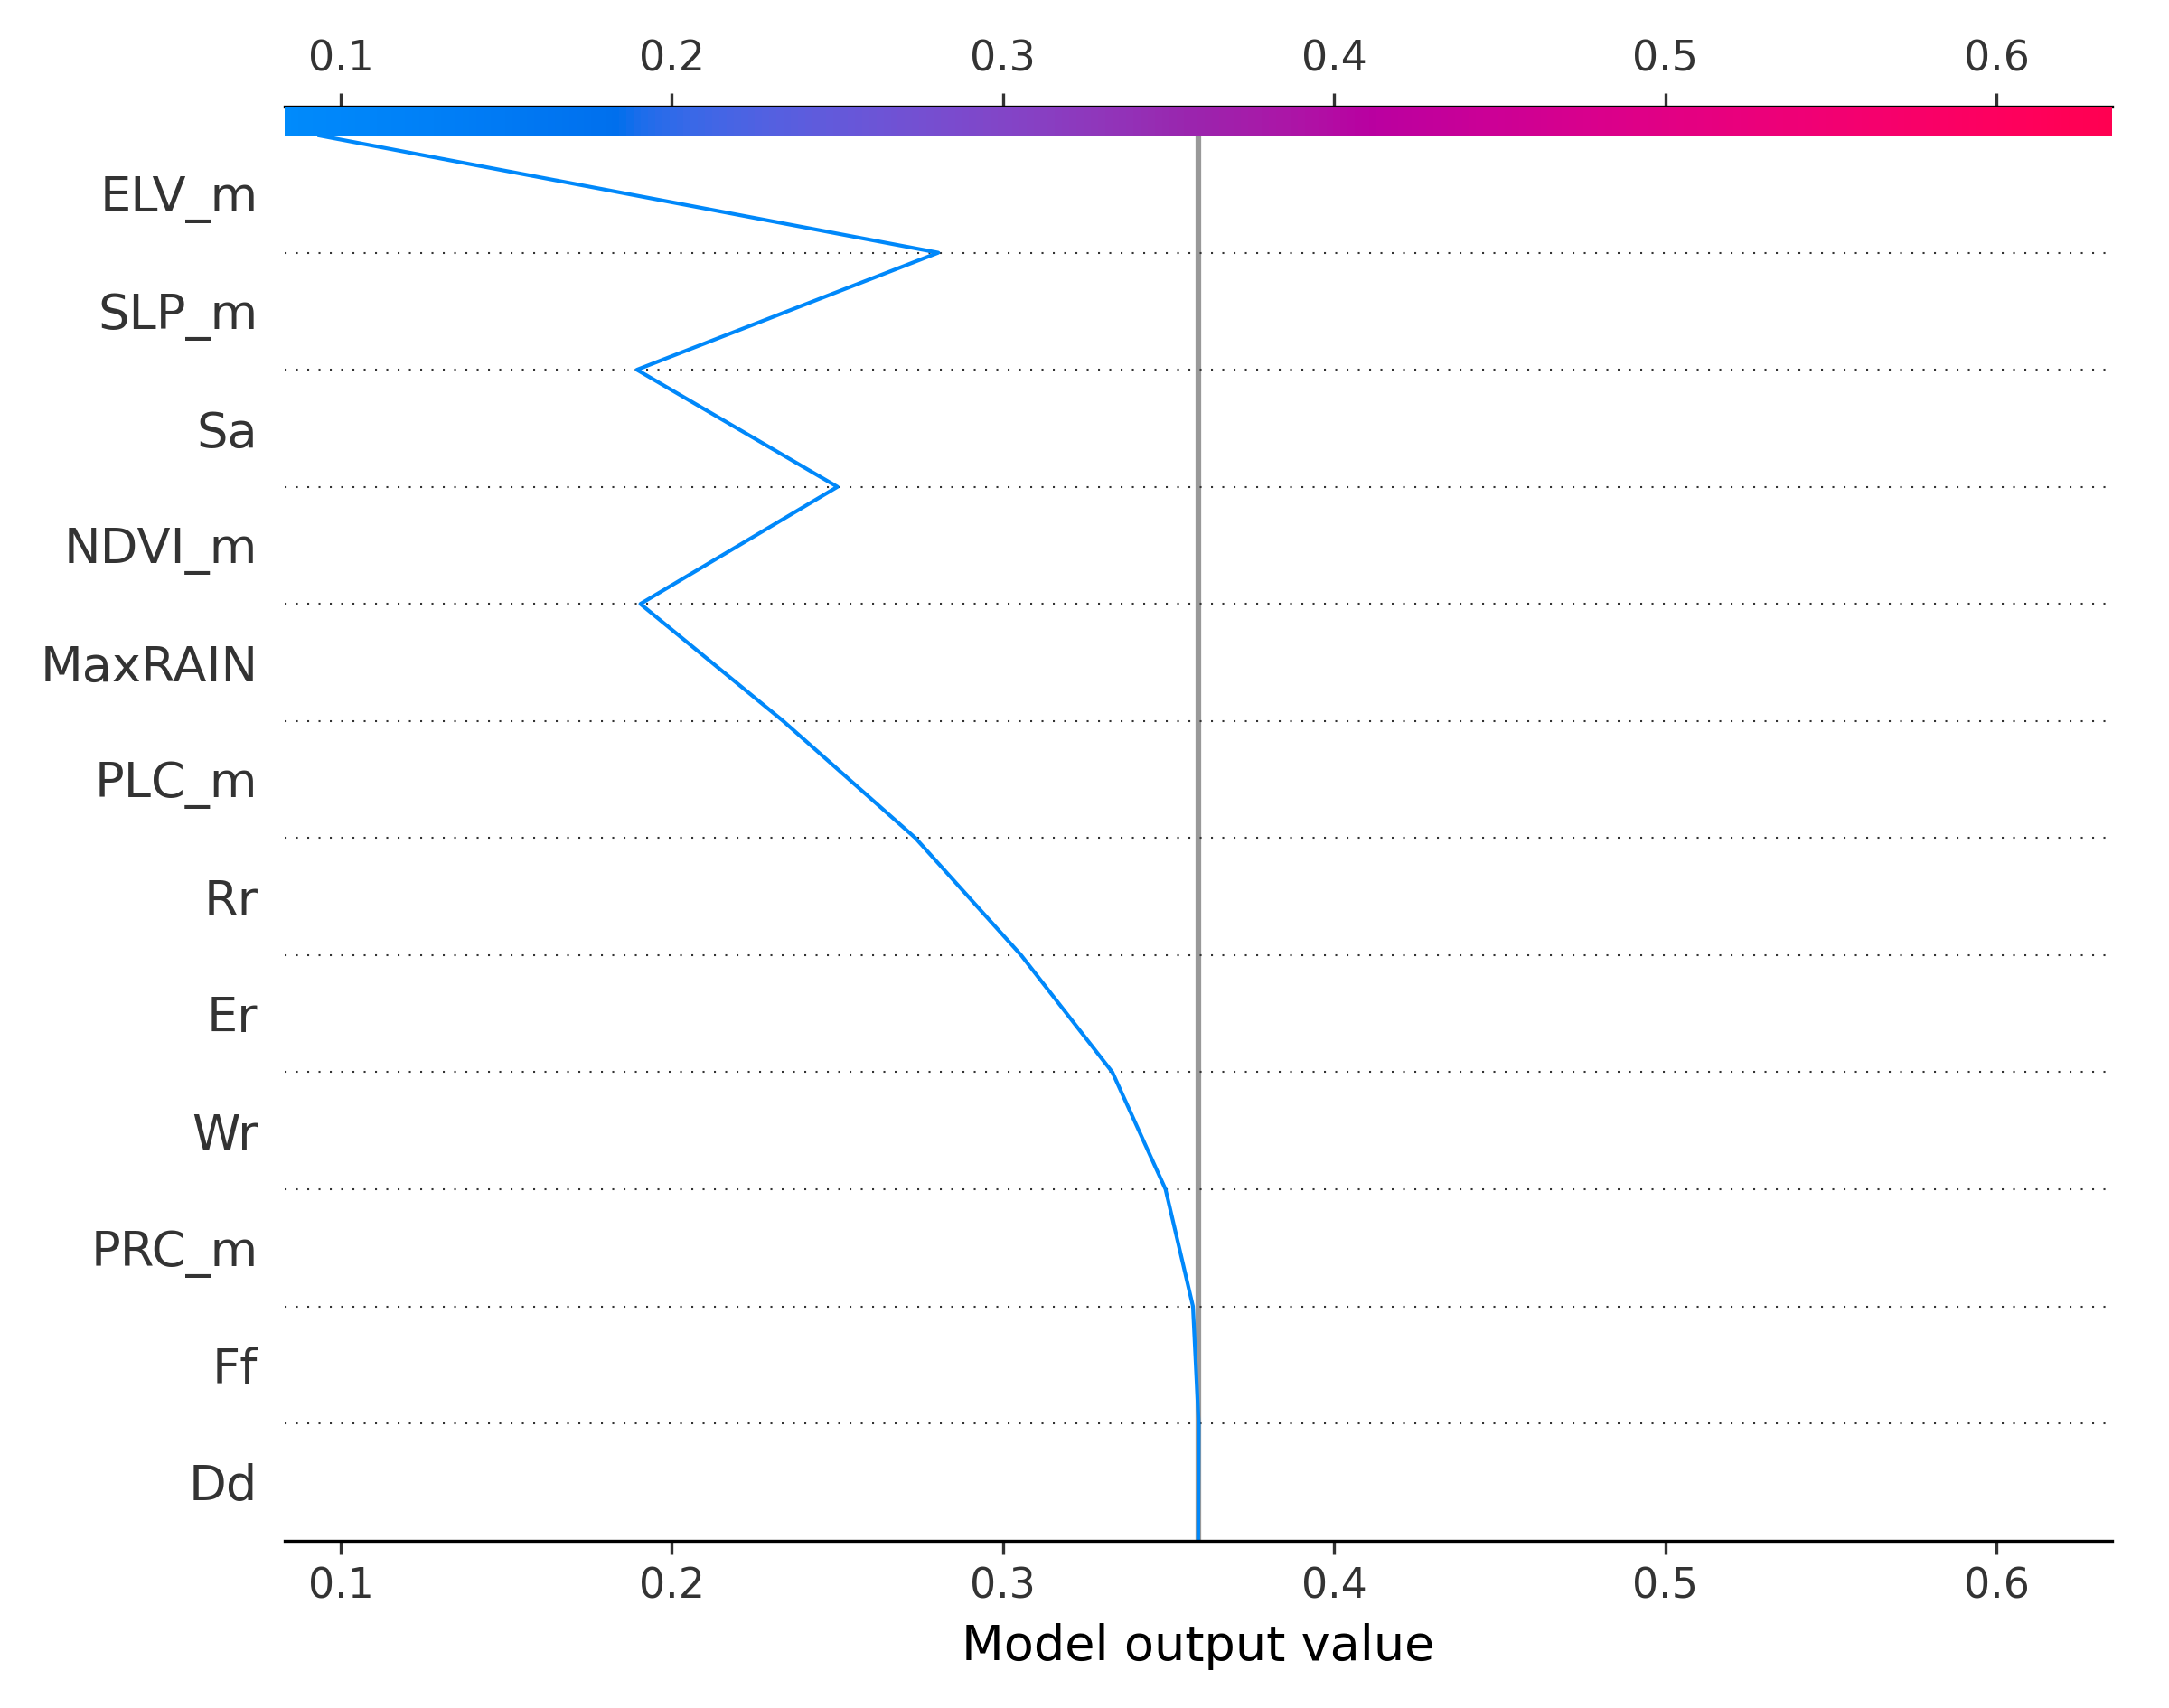 0.1 0.2 0.3 0.4 0.5 0.6
ELV_m
SLP_m
Sa
NDVI_m
MaxRAIN
PLC_m
Rr
Er
Wr
PRC_m
Ff
Dd
0.1 0.2 0.3 0.4 0.5 0.6
Model output value